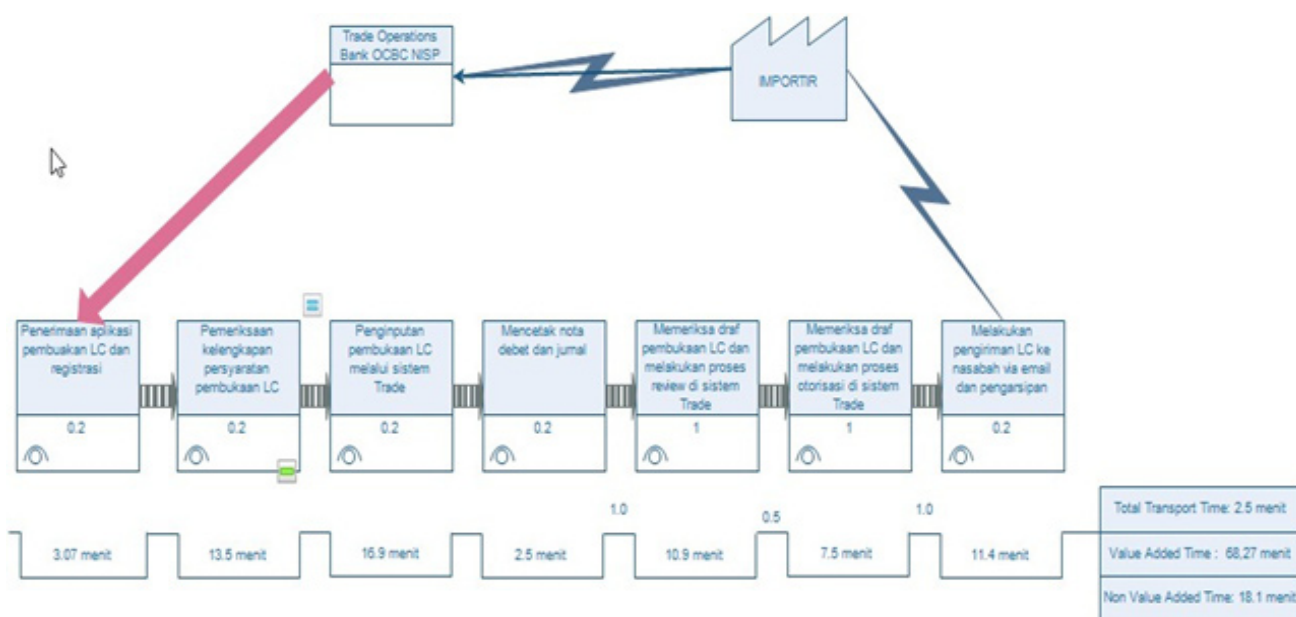 Trade Operations
Bank OCBC NISP
IMPORTIR
Penerimaan aplikasi
pembuakan LC dan
registrasi
0.2
Pemeriksaan
kelengkapan
persyaratan
pembukaan LC
0.2
Penginputan
pembukaan LC
melalui sistem
Trade
0.2
Mencetak nota
debet dan jurnal
0.2
Memeriksa draf
pembukaan LC dan
melakukan proses
review di sistem
Trade
1
Memeriksa draf
pembukaan LC dan
melakukan proses
otorisasi di sistem
Trade
1
Melakukan
pengiriman LC ke
nasabah via email
dan pengarsipan
0.2
3.07 menit
13.5 menit
16.9 menit
2.5 menit
1.0
10.9 menit
0.5
7.5 menit
1.0
11.4 menit
Total Transport Time: 2.5 menit
Value Added Time : 68,27 menit
Non Value Added Time: 18.1 menit